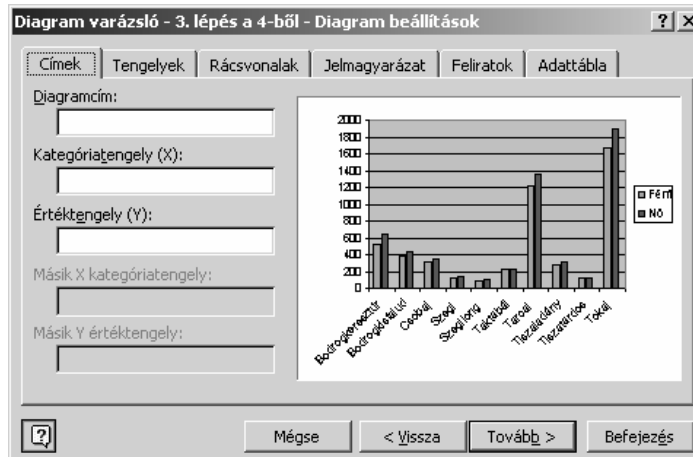 Diagram varázsló - 3. lépés a 4-ből - Diagram beállítások
Címek
Tengelyek
Rácsvonalak
Jelmagyarázat
Feliratok
Adattábla
Diagramcím:
Kategóriatengely (X):
Értéktengely (Y):
Másik X kategóriatengely:
Másik Y értéktengely:
2000
1800
1600
1400
1200
1000
800
600
400
200
0
Bodrogkeresztúr
Csobaj
Szegi
Szegilong
Taktabáj
Tarcal
Tiszaladány
Tiszatardos
Tokaj
Nő
Mégse
< Vissza
Tovább >
Befejezés